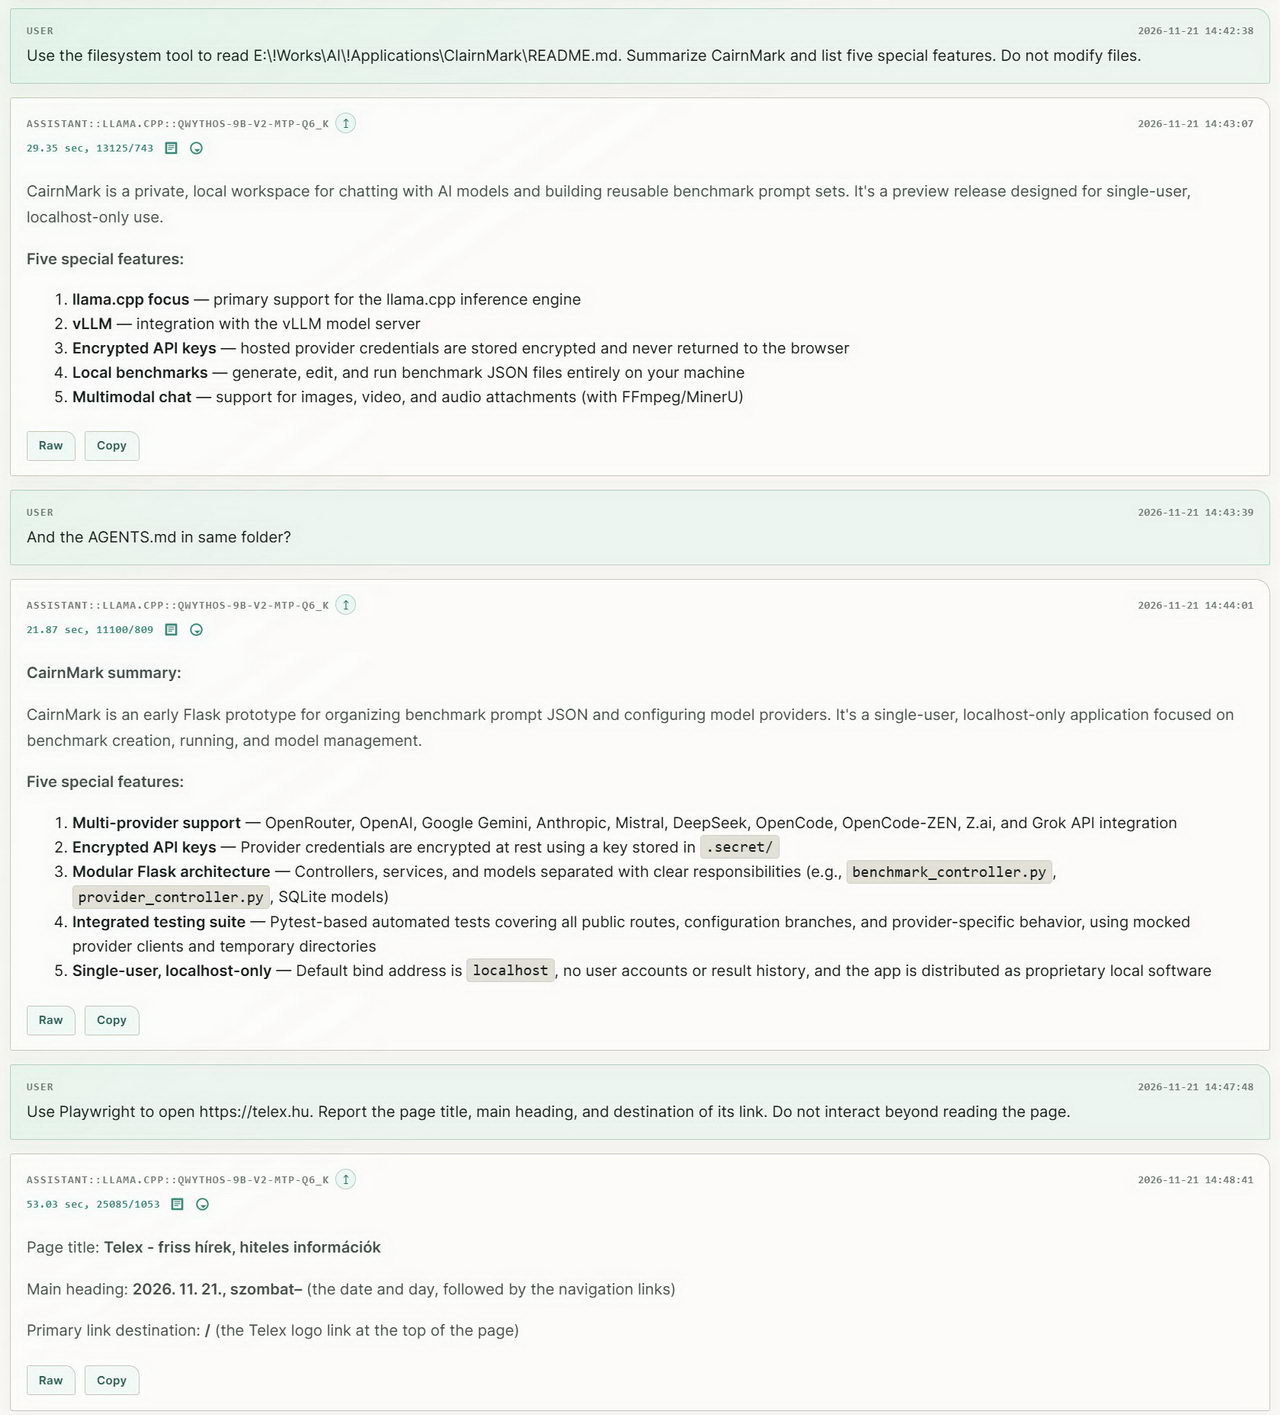 USER
2026-11-21 14:42:38
Use the filesystem tool to read E:\!Works\AI\!Applications\ClairnMark\README.md. Summarize CairnMark and list five special features. Do not modify files.
ASSISTANT::LLAMA.CPP::QWYTHOS-9B-V2-MTP-Q6_K
2026-11-21 14:43:07
29.35 sec, 13125/743
CairnMark is a private, local workspace for chatting with AI models and building reusable benchmark prompt sets. It's a preview release designed for single-user,
localhost-only use.
Five special features:
1. llama.cpp focus — primary support for the llama.cpp inference engine
2. vLLM — integration with the vLLM model server
3. Encrypted API keys — hosted provider credentials are stored encrypted and never returned to the browser
4. Local benchmarks — generate, edit, and run benchmark JSON files entirely on your machine
5. Multimodal chat — support for images, video, and audio attachments (with FFmpeg/MinerU)
Raw Copy
USER
2026-11-21 14:43:39
And the AGENTS.md in same folder?
ASSISTANT::LLAMA.CPP::QWYTHOS-9B-V2-MTP-Q6_K
2026-11-21 14:44:01
21.87 sec, 11100/809
CairnMark summary:
CairnMark is an early Flask prototype for organizing benchmark prompt JSON and configuring model providers. It's a single-user, localhost-only application focused on
benchmark creation, running, and model management.
Five special features:
1. Multi-provider support — OpenRouter, OpenAI, Google Gemini, Anthropic, Mistral, DeepSeek, OpenCode, OpenCode-ZEN, Z.ai, and Grok API integration
2. Encrypted API keys — Provider credentials are encrypted at rest using a key stored in .secret/
3. Modular Flask architecture — Controllers, services, and models separated with clear responsibilities (e.g., benchmark_controller.py,
provider_controller.py, SQLite models)
4. Integrated testing suite — Pytest-based automated tests covering all public routes, configuration branches, and provider-specific behavior, using mocked
provider clients and temporary directories
5. Single-user, localhost-only — Default bind address is localhost, no user accounts or result history, and the app is distributed as proprietary local software
Raw Copy
USER
2026-11-21 14:47:48
Use Playwright to open https://telex.hu. Report the page title, main heading, and destination of its link. Do not interact beyond reading the page.
ASSISTANT::LLAMA.CPP::QWYTHOS-9B-V2-MTP-Q6_K
2026-11-21 14:48:41
53.03 sec, 25085/1053
Page title: Telex - friss hírek, hiteles információk
Main heading: 2026. 11. 21., szombat– (the date and day, followed by the navigation links)
Primary link destination: / (the Telex logo link at the top of the page)
Raw Copy